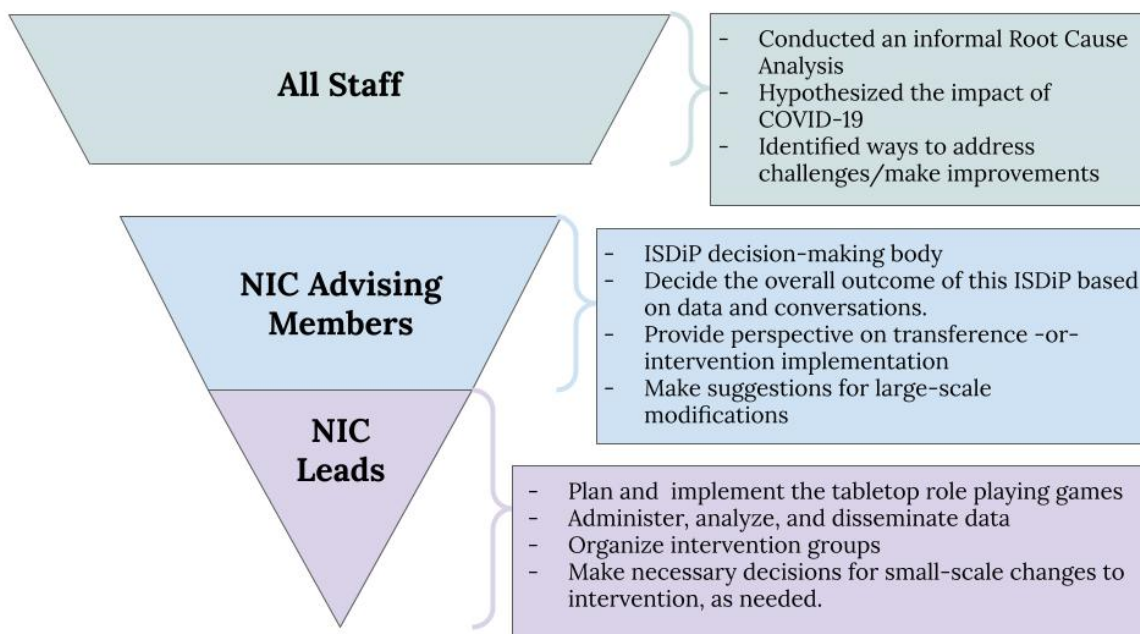 All Staff
- Conducted an informal Root Cause
Analysis
- Hypothesized the impact of
COVID-19
- Identified ways to address
challenges/make improvements
NIC Advising
Members
- ISDiP decision-making body
- Decide the overall outcome of this ISDiP based
on data and conversations.
- Provide perspective on transference -or-
intervention implementation
- Make suggestions for large-scale
modifications
NIC
Leads
- Plan and  implement the tabletop role playing games
- Administer, analyze, and disseminate data
- Organize intervention groups
- Make necessary decisions for small-scale changes to
intervention, as needed.